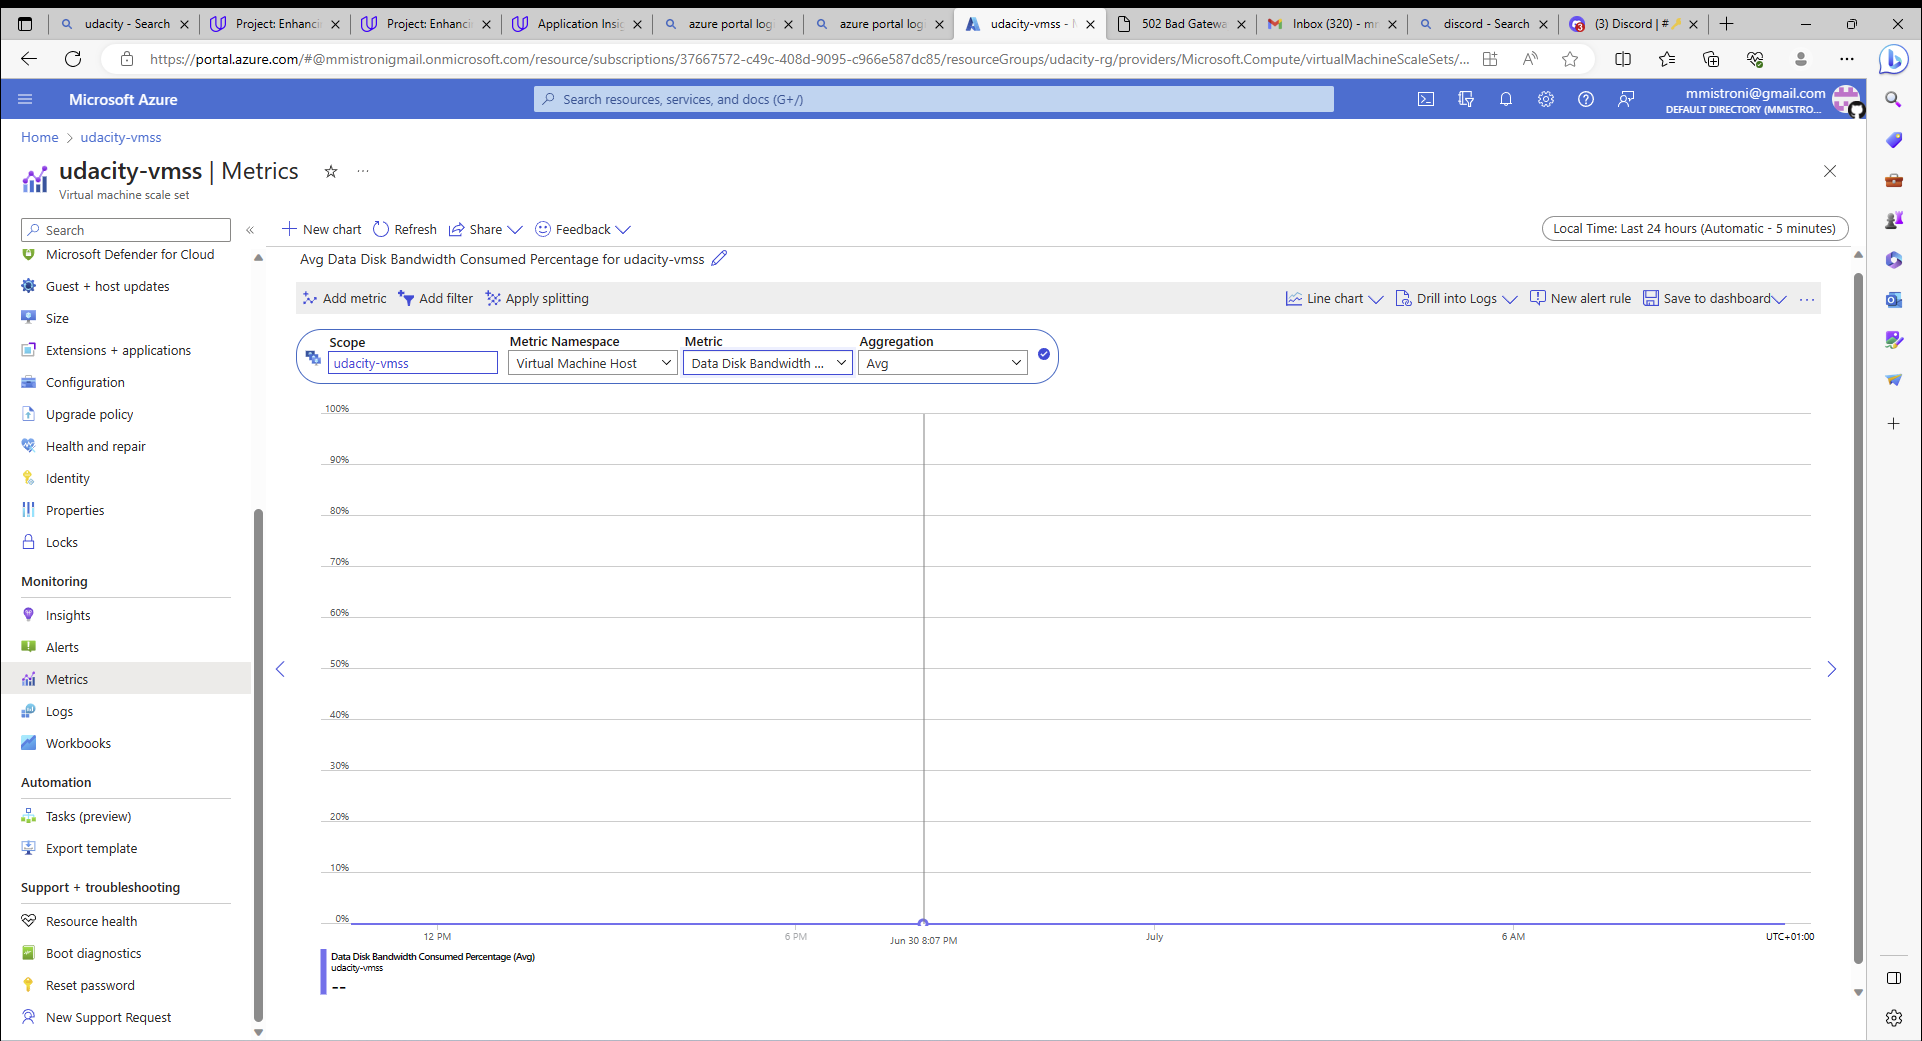 udacity - Search
Project: Enhancin
Project: Enhancin
Application Insig
azure portal logi
azure portal logi
udacity-vmss - M
502 Bad Gatewa
Inbox (320) - mr
discord - Search
(3) Discord | #
https://portal.azure.com/#@mmistronigmail.onmicrosoft.com/resource/subscriptions/37667572-c49c-408d-9095-c966e587dc85/resourceGroups/udacity-rg/providers/Microsoft.Compute/virtualMachineScaleSets/...
Microsoft Azure
Search resources, services, and docs (G+/)
mmistroni@gmail.com
DEFAULT DIRECTORY (MMISTRO...
Home > udacity-vmss
udacity-vmss | Metrics
Virtual machine scale set
Search
New chart
Refresh
Share
Feedback
Local Time: Last 24 hours (Automatic - 5 minutes)
Microsoft Defender for Cloud
Guest + host updates
Size
Extensions + applications
Configuration
Upgrade policy
Health and repair
Identity
Properties
Locks
Monitoring
Insights
Alerts
Metrics
Logs
Workbooks
Automation
Tasks (preview)
Export template
Support + troubleshooting
Resource health
Boot diagnostics
Reset password
New Support Request
Avg Data Disk Bandwidth Consumed Percentage for udacity-vmss
Add metric
Add filter
Apply splitting
Line chart
Drill into Logs
New alert rule
Save to dashboard
...
Scope
udacity-vmss
Metric Namespace
Virtual Machine Host
Metric
Data Disk Bandwidth ...
Aggregation
Avg
100%
90%
80%
70%
60%
50%
40%
30%
20%
10%
0%
12 PM
6 PM
Jun 30 8:07 PM
July
6 AM
UTC+01:00
Data Disk Bandwidth Consumed Percentage (Avg)
udacity-vmss
--